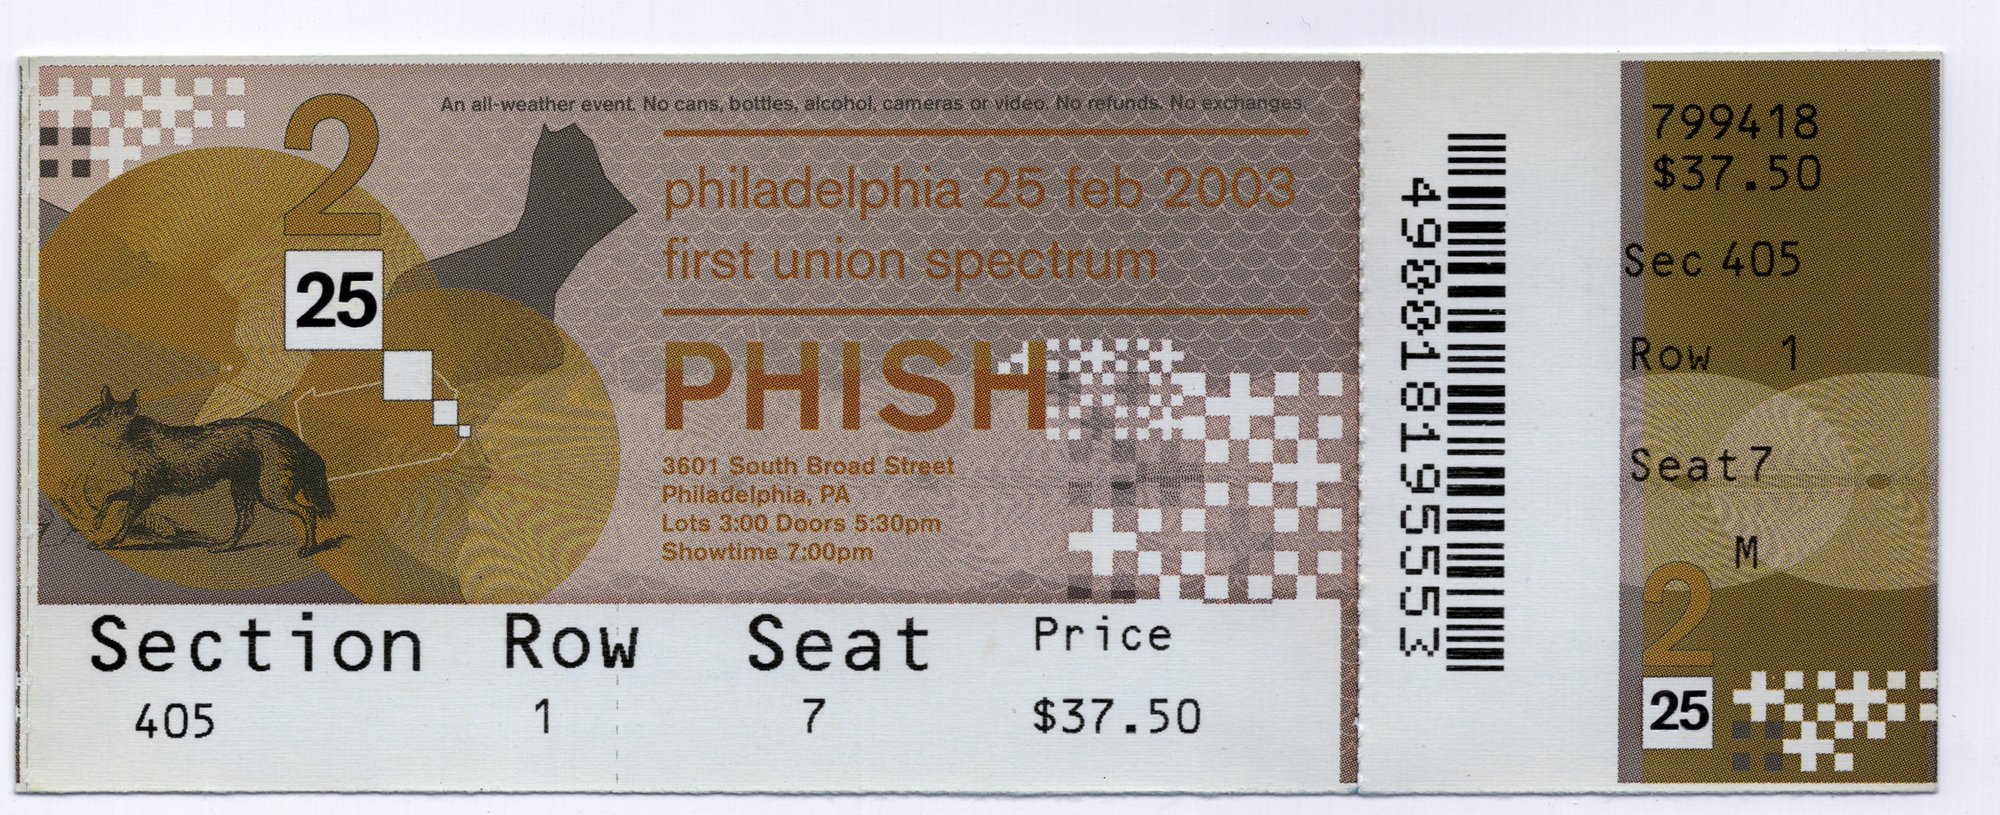 An all-weather event. No cans, bottles, alcohol, cameras or video. No refunds. No exchanges.
2
25
philadelphia 25 feb 2003
first union spectrum
PHISH
3601 South Broad Street
Philadelphia, PA
Lots 3:00 Doors 5:30pm
Showtime 7:00pm
Section Row Seat Price
405 1 7 $37.50
4900818195553
799418
$37.50
Sec 405
Row 1
Seat 7
M
2
25